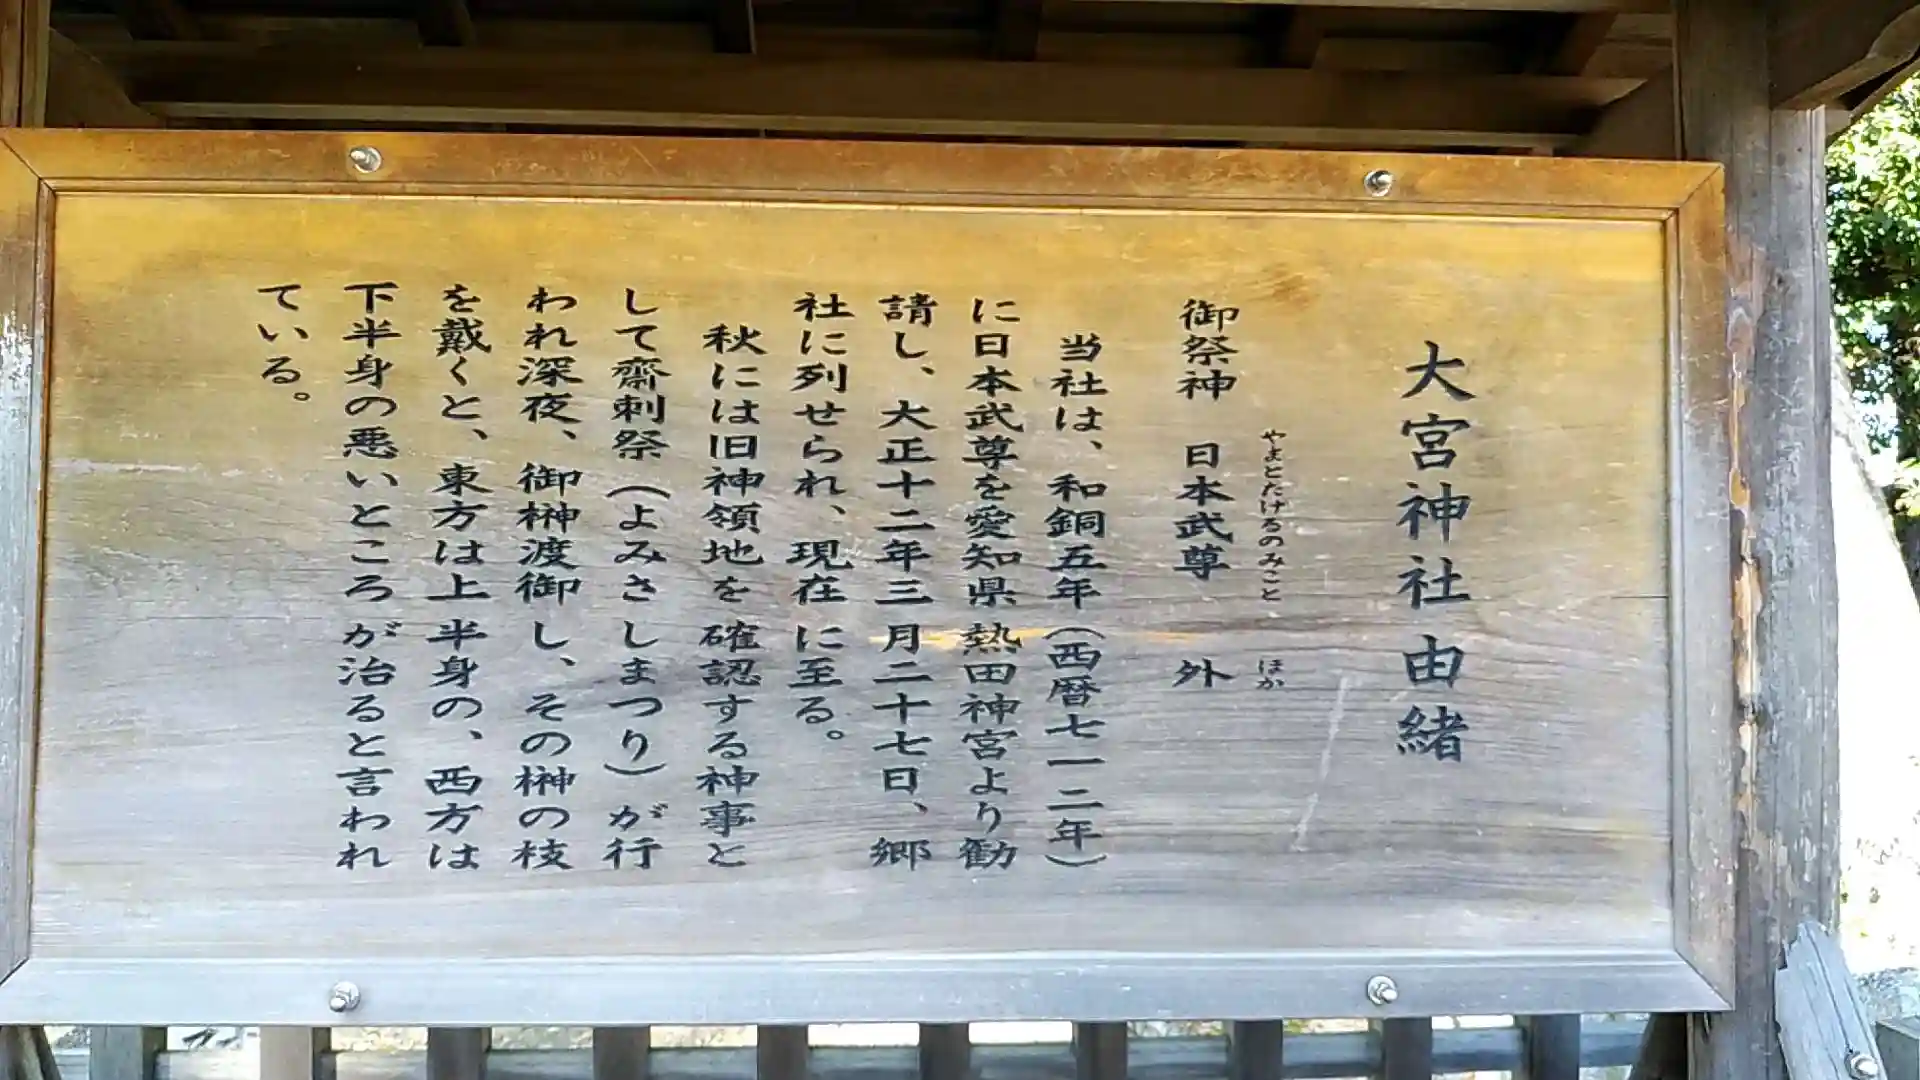 大宮神社由緒
やまとたけるのみこと　ほか
御祭神　日本武尊　外
当社は、和銅五年（西暦七一二年）
に日本武尊を愛知県熱田神宮より勧
請し、大正十二年三月二十七日、郷
社に列せられ、現在に至る。
秋には旧神領地を確認する神事と
して齋刺祭（よみさしまつり）が行
われ深夜、御榊渡御し、その榊の枝
を戴くと、東方は上半身の、西方は
下半身の悪いところが治ると言われ
ている。